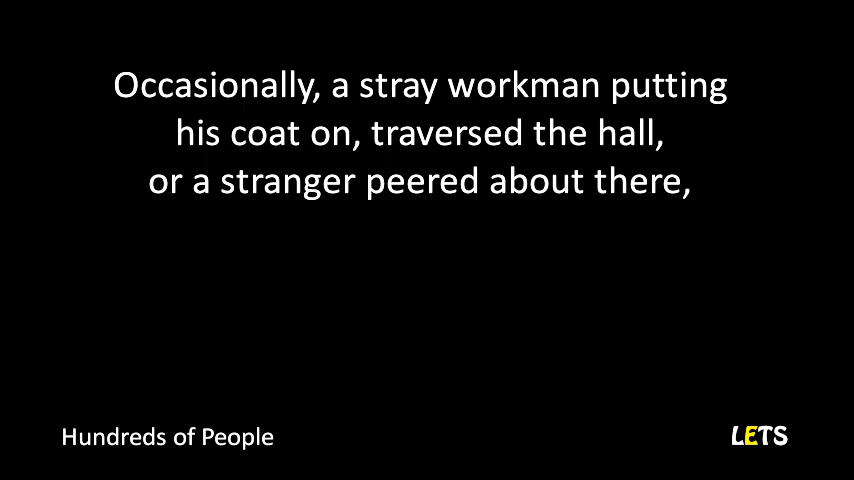 Occasionally, a stray workman putting
his coat on, traversed the hall,
or a stranger peered about there,
Hundreds of People
LETS